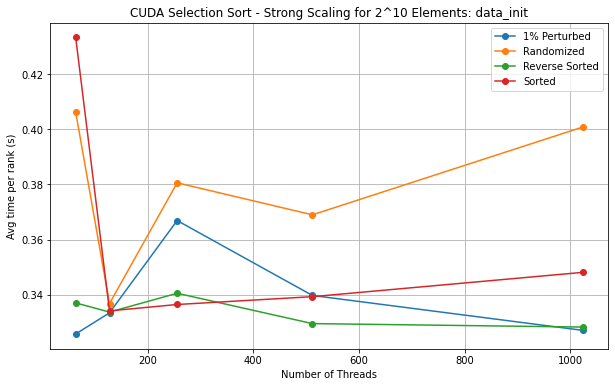 CUDA Selection Sort - Strong Scaling for 2^10 Elements: data_init
1% Perturbed
Randomized
Reverse Sorted
Sorted
Avg time per rank (s)
0.42
0.40
0.38
0.36
0.34
200
400
600
800
1000
Number of Threads